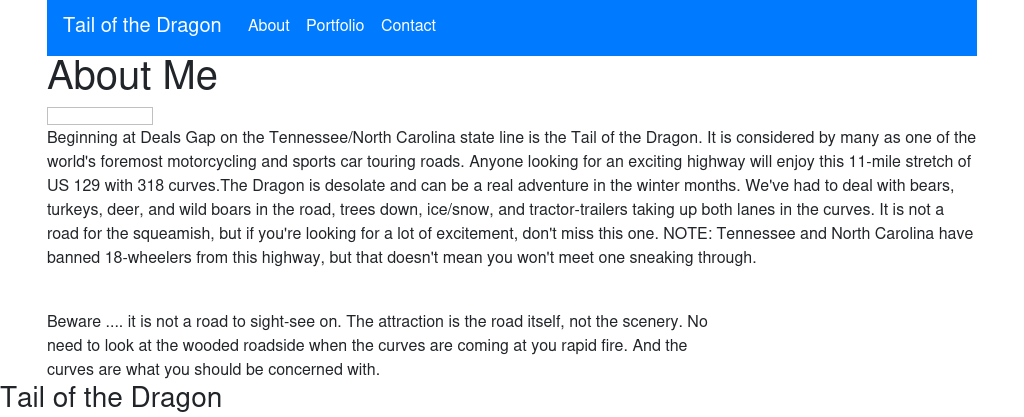 Tail of the Dragon About Portfolio Contact
About Me
Beginning at Deals Gap on the Tennessee/North Carolina state line is the Tail of the Dragon. It is considered by many as one of the
world's foremost motorcycling and sports car touring roads. Anyone looking for an exciting highway will enjoy this 11-mile stretch of
US 129 with 318 curves.The Dragon is desolate and can be a real adventure in the winter months. We've had to deal with bears,
turkeys, deer, and wild boars in the road, trees down, ice/snow, and tractor-trailers taking up both lanes in the curves. It is not a
road for the squeamish, but if you're looking for a lot of excitement, don't miss this one. NOTE: Tennessee and North Carolina have
banned 18-wheelers from this highway, but that doesn't mean you won't meet one sneaking through.
Beware .... it is not a road to sight-see on. The attraction is the road itself, not the scenery. No
need to look at the wooded roadside when the curves are coming at you rapid fire. And the
curves are what you should be concerned with.
Tail of the Dragon